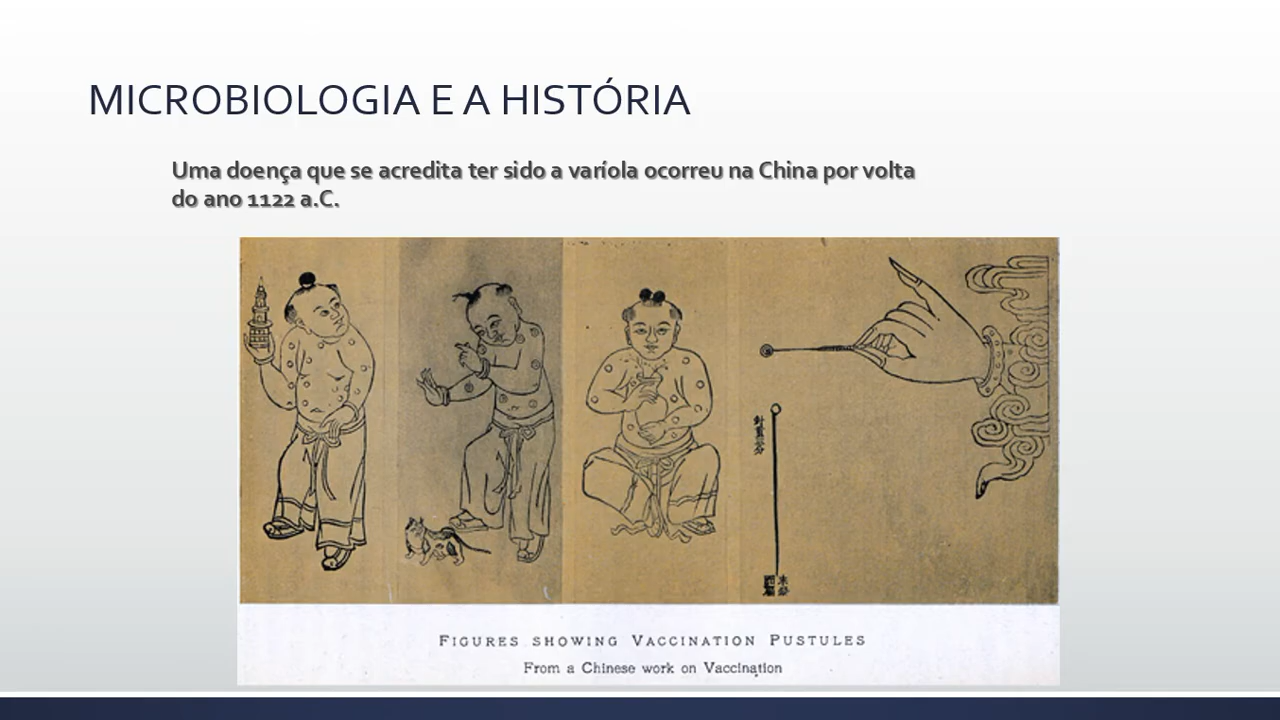 MICROBIOLOGIA E A HISTÓRIA
Uma doença que se acredita ter sido a varíola ocorreu na China por volta
do ano 1122 a.C.
FIGURES SHOWING VACCINATION PUSTULES
From a Chinese work on Vaccination